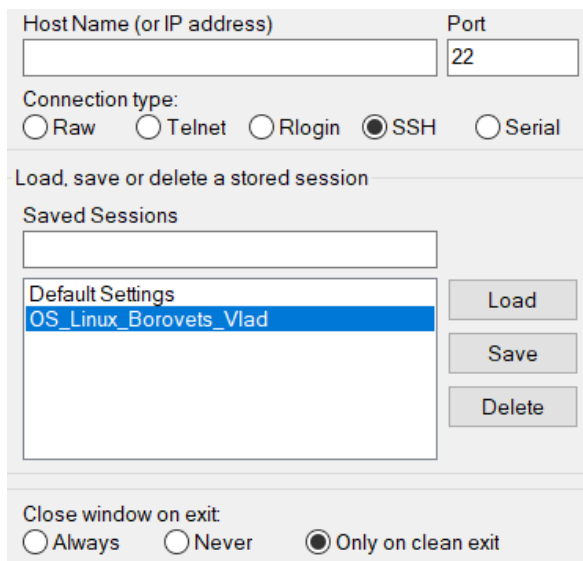 Host Name (or IP address) Port
22
Connection type:
Raw Telnet Rlogin SSH Serial
Load, save or delete a stored session
Saved Sessions
Default Settings
OS_Linux_Borovets_Vlad
Load
Save
Delete
Close window on exit:
Always Never Only on clean exit